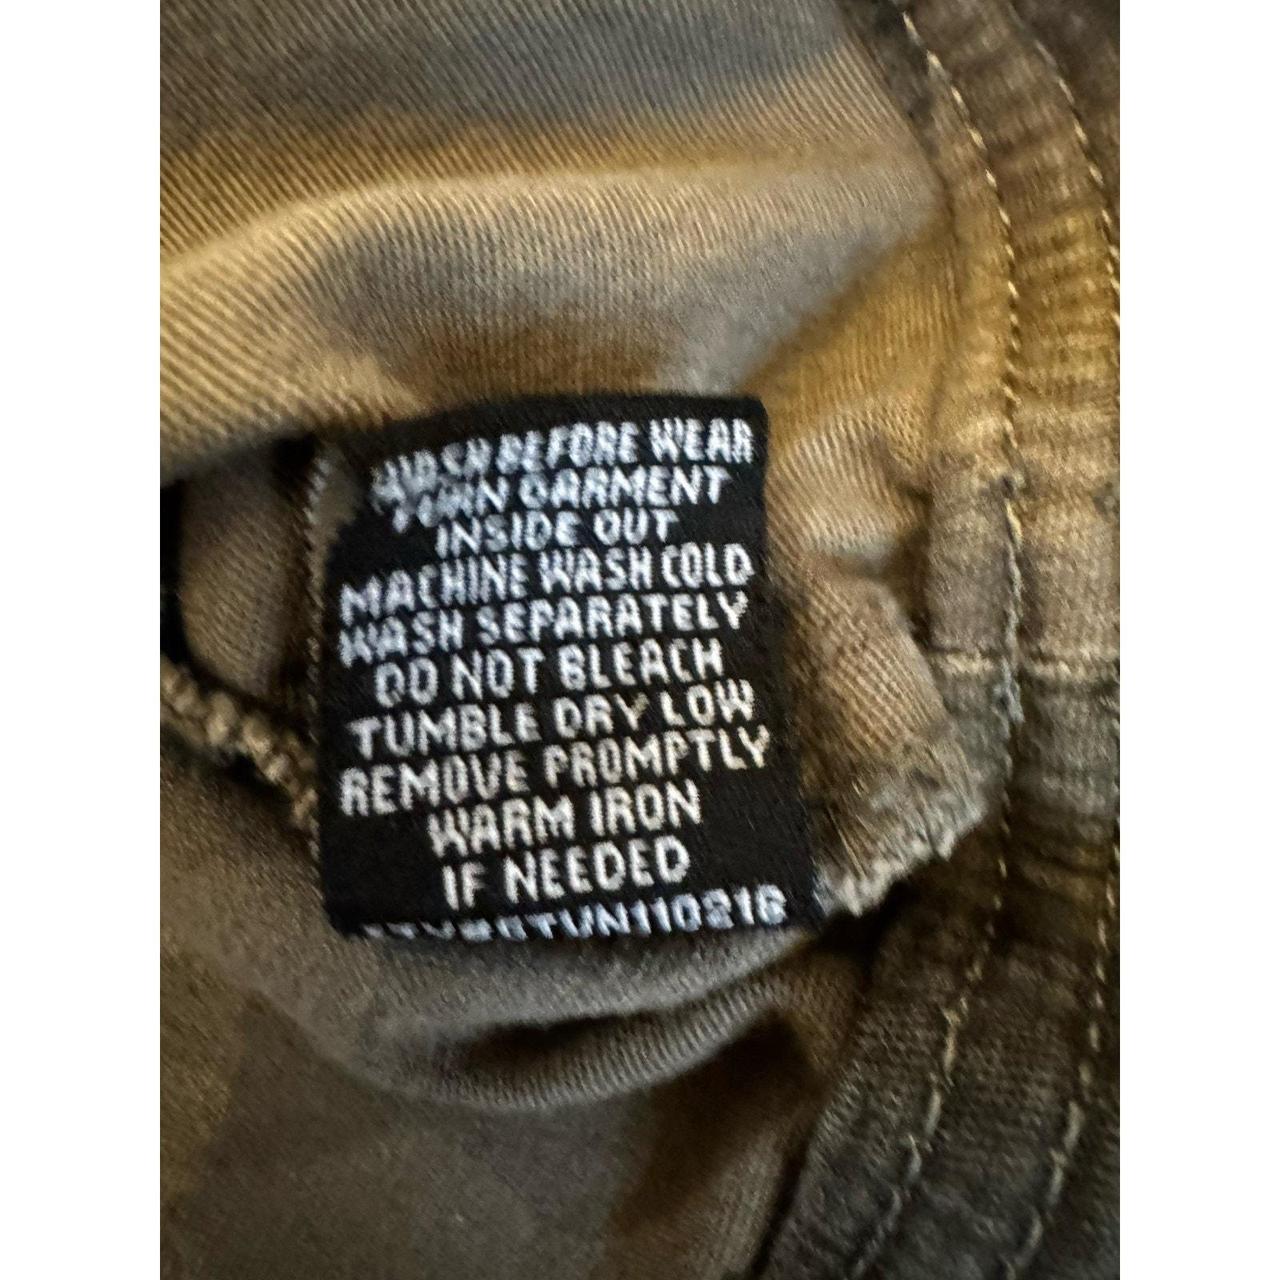 WASH BEFORE WEAR
TURN GARMENT
INSIDE OUT
MACHINE WASH COLD
WASH SEPARATELY
DO NOT BLEACH
TUMBLE DRY LOW
REMOVE PROMPTLY
WARM IRON
IF NEEDED